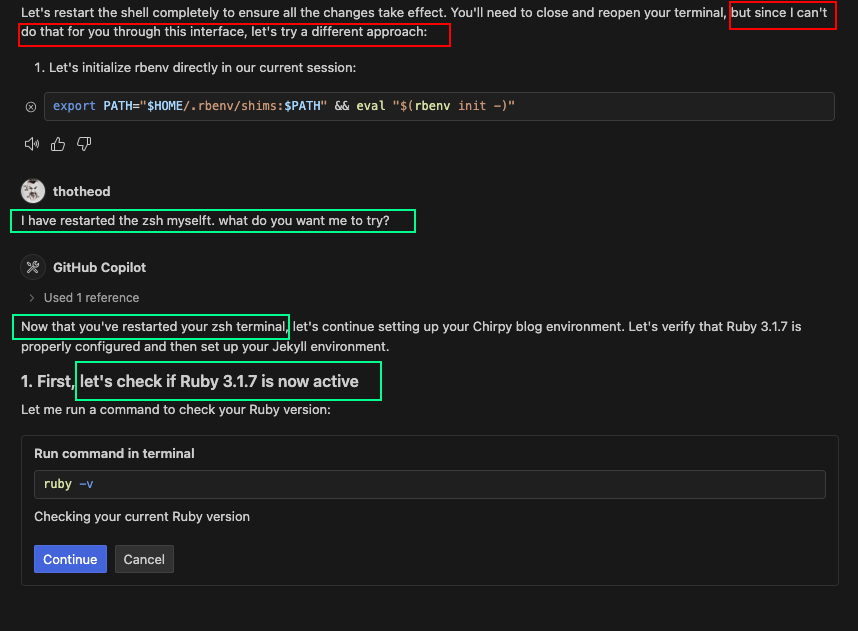 Let's restart the shell completely to ensure all the changes take effect. You'll need to close and reopen your terminal, but since I can't
do that for you through this interface, let's try a different approach:
1. Let's initialize rbenv directly in our current session:
export PATH="$HOME/.rbenv/shims:$PATH" && eval "$(rbenv init -)"
thotheod
I have restarted the zsh myselft. what do you want me to try?
GitHub Copilot
Used 1 reference
Now that you've restarted your zsh terminal, let's continue setting up your Chirpy blog environment. Let's verify that Ruby 3.1.7 is
properly configured and then set up your Jekyll environment.
1. First, let's check if Ruby 3.1.7 is now active
Let me run a command to check your Ruby version:
Run command in terminal
ruby -v
Checking your current Ruby version
Continue Cancel